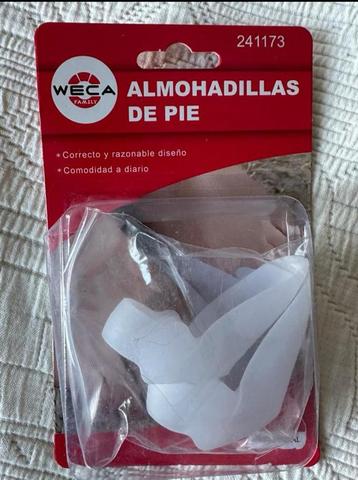 241173
WECA
FAMILY
ALMOHADILLAS
DE PIE
* Correcto y razonable diseño
* Comodidad a diario